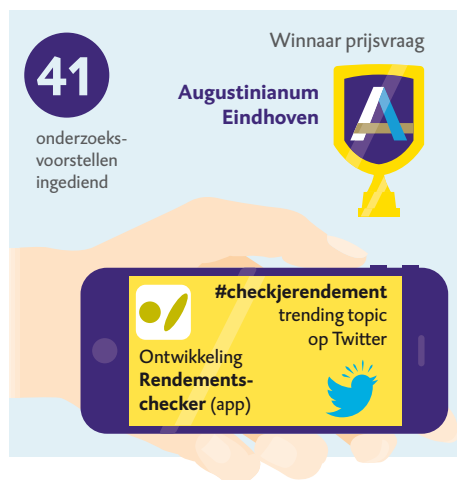 41
onderzoeks-
voorstellen
ingediend
Winnaar prijsvraag
Augustinianum
Eindhoven
A
#checkjerendement
trending topic
op Twitter
Ontwikkeling
Rendements-
checker (app)